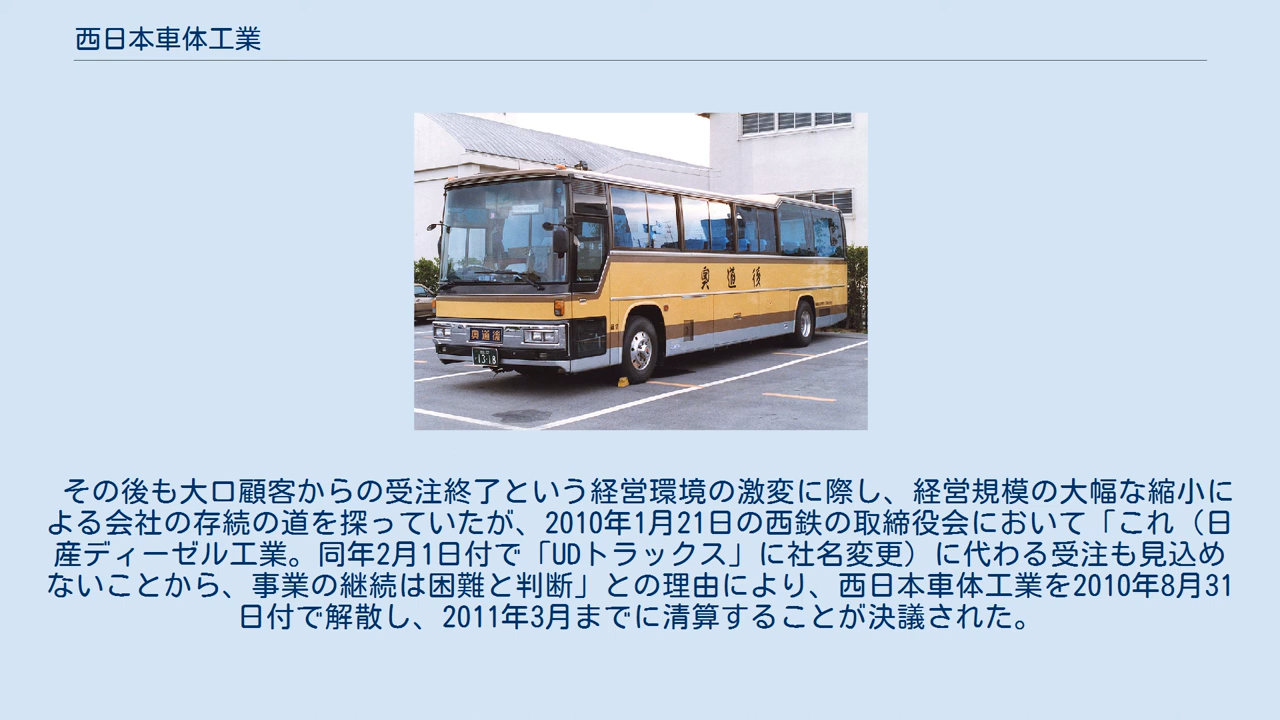 西日本車体工業
奥道後
奥道後
13-18
その後も大口顧客からの受注終了という経営環境の激変に際し、経営規模の大幅な縮小に
よる会社の存続の道を探っていたが、2010年1月21日の西鉄の取締役会において「これ（日
産ディーゼル工業。同年2月1日付で「UDトラックス」に社名変更）に代わる受注も見込め
ないことから、事業の継続は困難と判断」との理由により、西日本車体工業を2010年8月31
日付で解散し、2011年3月までに清算することが決議された。